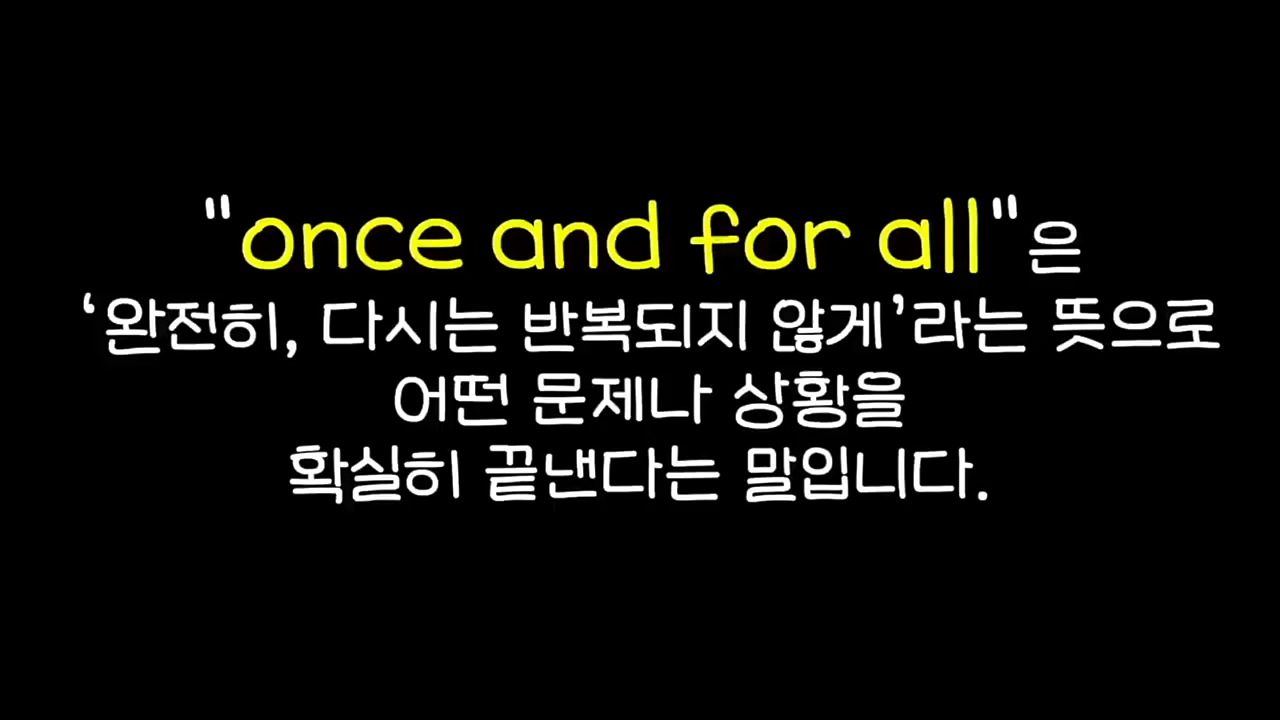 "once and for all"은
‘완전히, 다시는 반복되지 않게’라는 뜻으로
어떤 문제나 상황을
확실히 끝낸다는 말입니다.